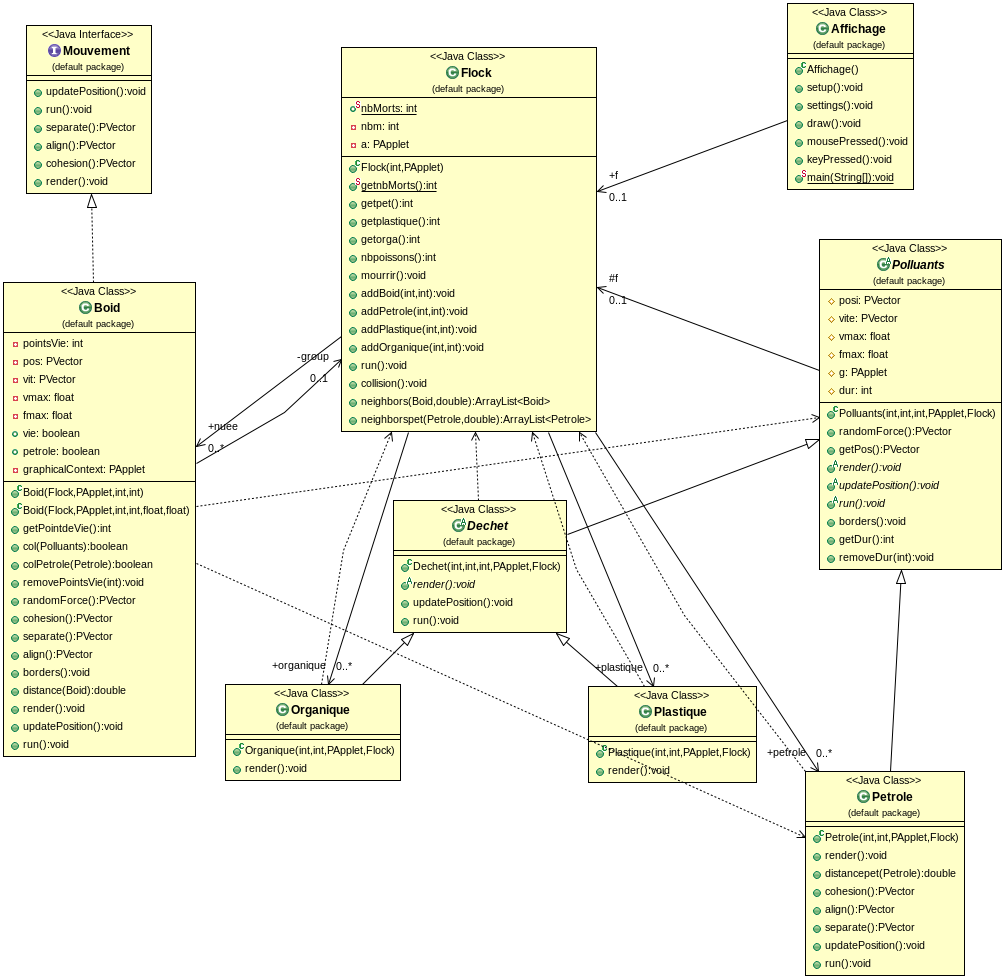 <<Java Interface>>
Mouvement
(default package)
updatePosition():void
run():void
separate():PVector
align():PVector
cohesion():PVector
render():void
<<Java Class>>
Flock
(default package)
nbMorts: int
nbm: int
a: PApplet
Flock(int,PApplet)
getnbMorts():int
getpet():int
getplastique():int
getorga():int
nbpoissons():int
mourrir():void
addBoid(int,int):void
addPetrole(int,int):void
addPlastique(int,int):void
addOrganique(int,int):void
run():void
collision():void
neighbors(Boid,double):ArrayList<Boid>
neighborspet(Petrole,double):ArrayList<Petrole>
<<Java Class>>
Affichage
(default package)
Affichage()
setup():void
settings():void
draw():void
mousePressed():void
keyPressed():void
main(String[]):void
+f
0..1
#f
0..1
<<Java Class>>
Polluants
(default package)
posi: PVector
vite: PVector
vmax: float
fmax: float
g: PApplet
dur: int
Polluants(int,int,int,PApplet,Flock)
randomForce():PVector
getPos():PVector
render():void
updatePosition():void
run():void
borders():void
getDur():int
removeDur(int):void
<<Java Class>>
Boid
(default package)
pointsVie: int
pos: PVector
vit: PVector
vmax: float
fmax: float
vie: boolean
petrole: boolean
graphicalContext: PApplet
Boid(Flock,PApplet,int,int)
Boid(Flock,PApplet,int,int,float,float)
getPointdeVie():int
col(Polluants):boolean
colPetrole(Petrole):boolean
removePointsVie(int):void
randomForce():PVector
cohesion():PVector
separate():PVector
align():PVector
borders():void
distance(Boid):double
render():void
updatePosition():void
run():void
-group
0..1
+nuee
0..*
<<Java Class>>
Dechet
(default package)
Dechet(int,int,int,PApplet,Flock)
render():void
updatePosition():void
run():void
+organique
0..*
+plastique
0..*
<<Java Class>>
Organique
(default package)
Organique(int,int,PApplet,Flock)
render():void
<<Java Class>>
Plastique
(default package)
Plastique(int,int,PApplet,Flock)
render():void
+petrole
0..*
<<Java Class>>
Petrole
(default package)
Petrole(int,int,PApplet,Flock)
render():void
distancepet(Petrole):double
cohesion():PVector
align():PVector
separate():PVector
updatePosition():void
run():void